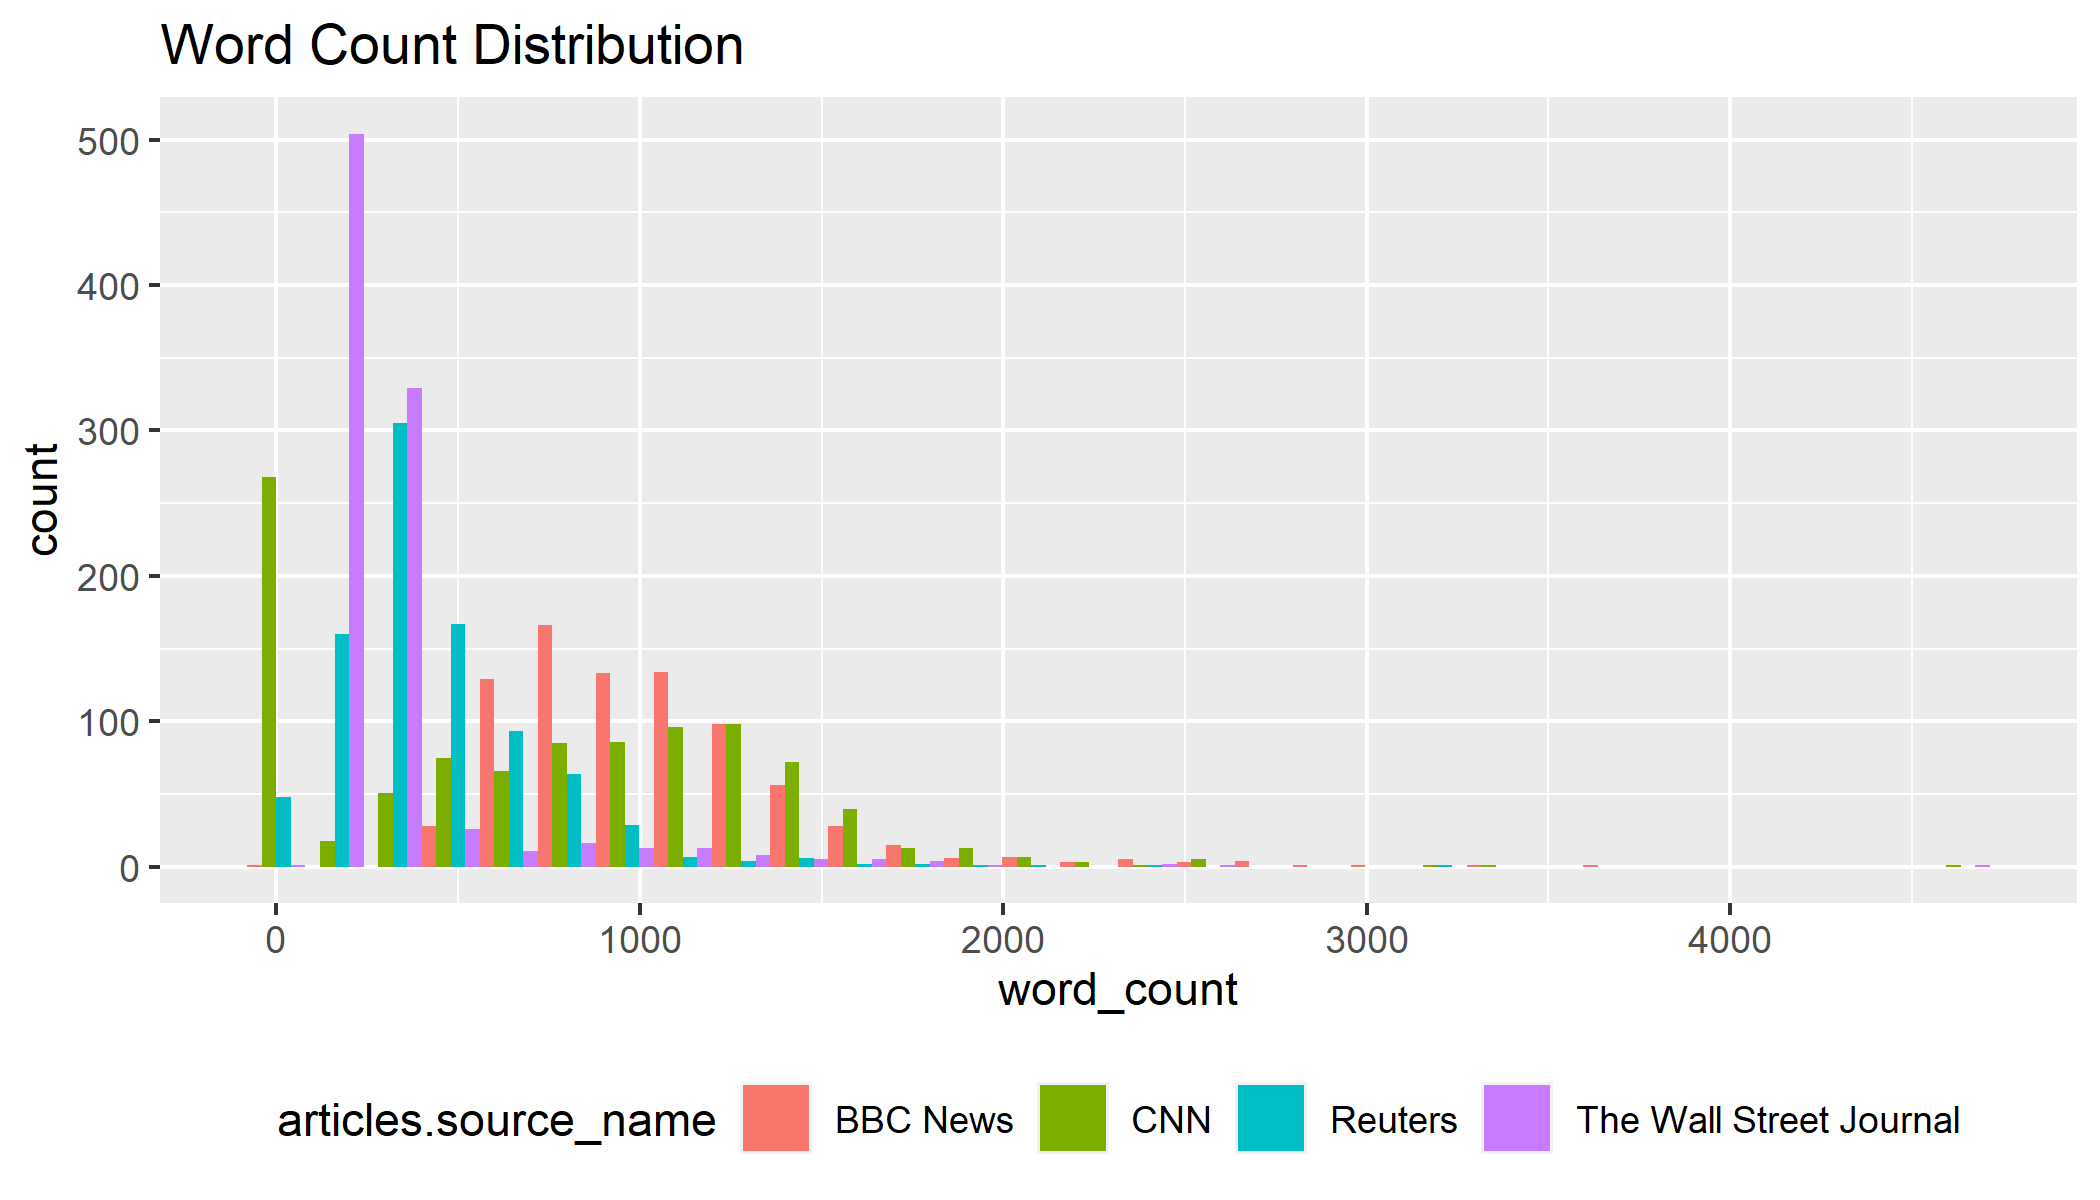 Word Count Distribution
500
400
300
200
100
0
count
0 1000 2000 3000 4000
word_count
articles.source_name BBC News CNN Reuters The Wall Street Journal